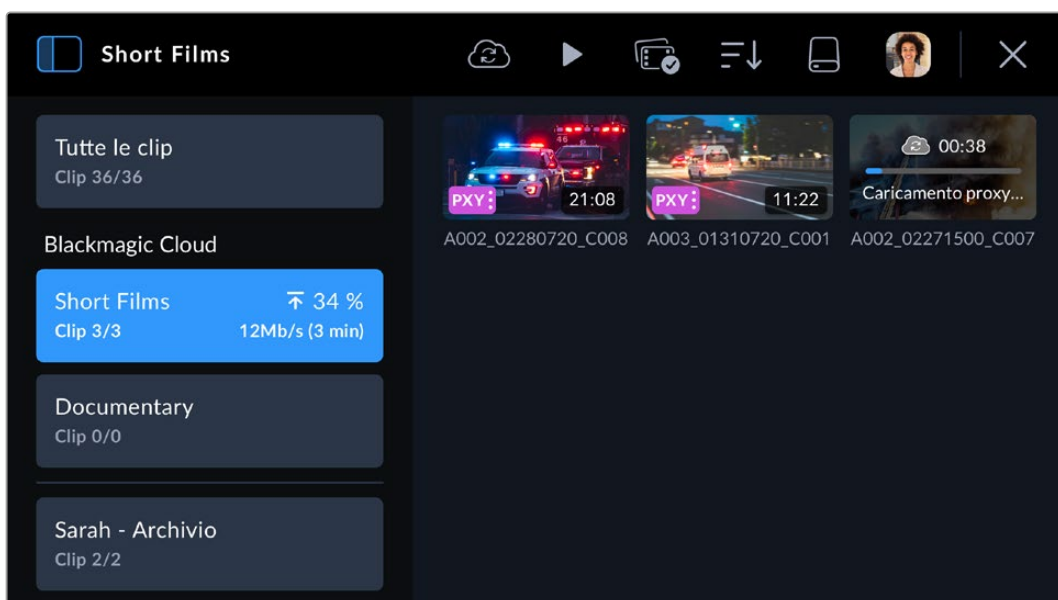 Short Films
Tutte le clip
Clip 36/36
Blackmagic Cloud
Short Films 34 %
Clip 3/3 12Mb/s (3 min)
Documentary
Clip 0/0
Sarah - Archivio
Clip 2/2
46
PXY 21:08
A002_02280720_C008
PXY 11:22
A003_01310720_C001
00:38
Caricamento proxy...
A002_02271500_C007